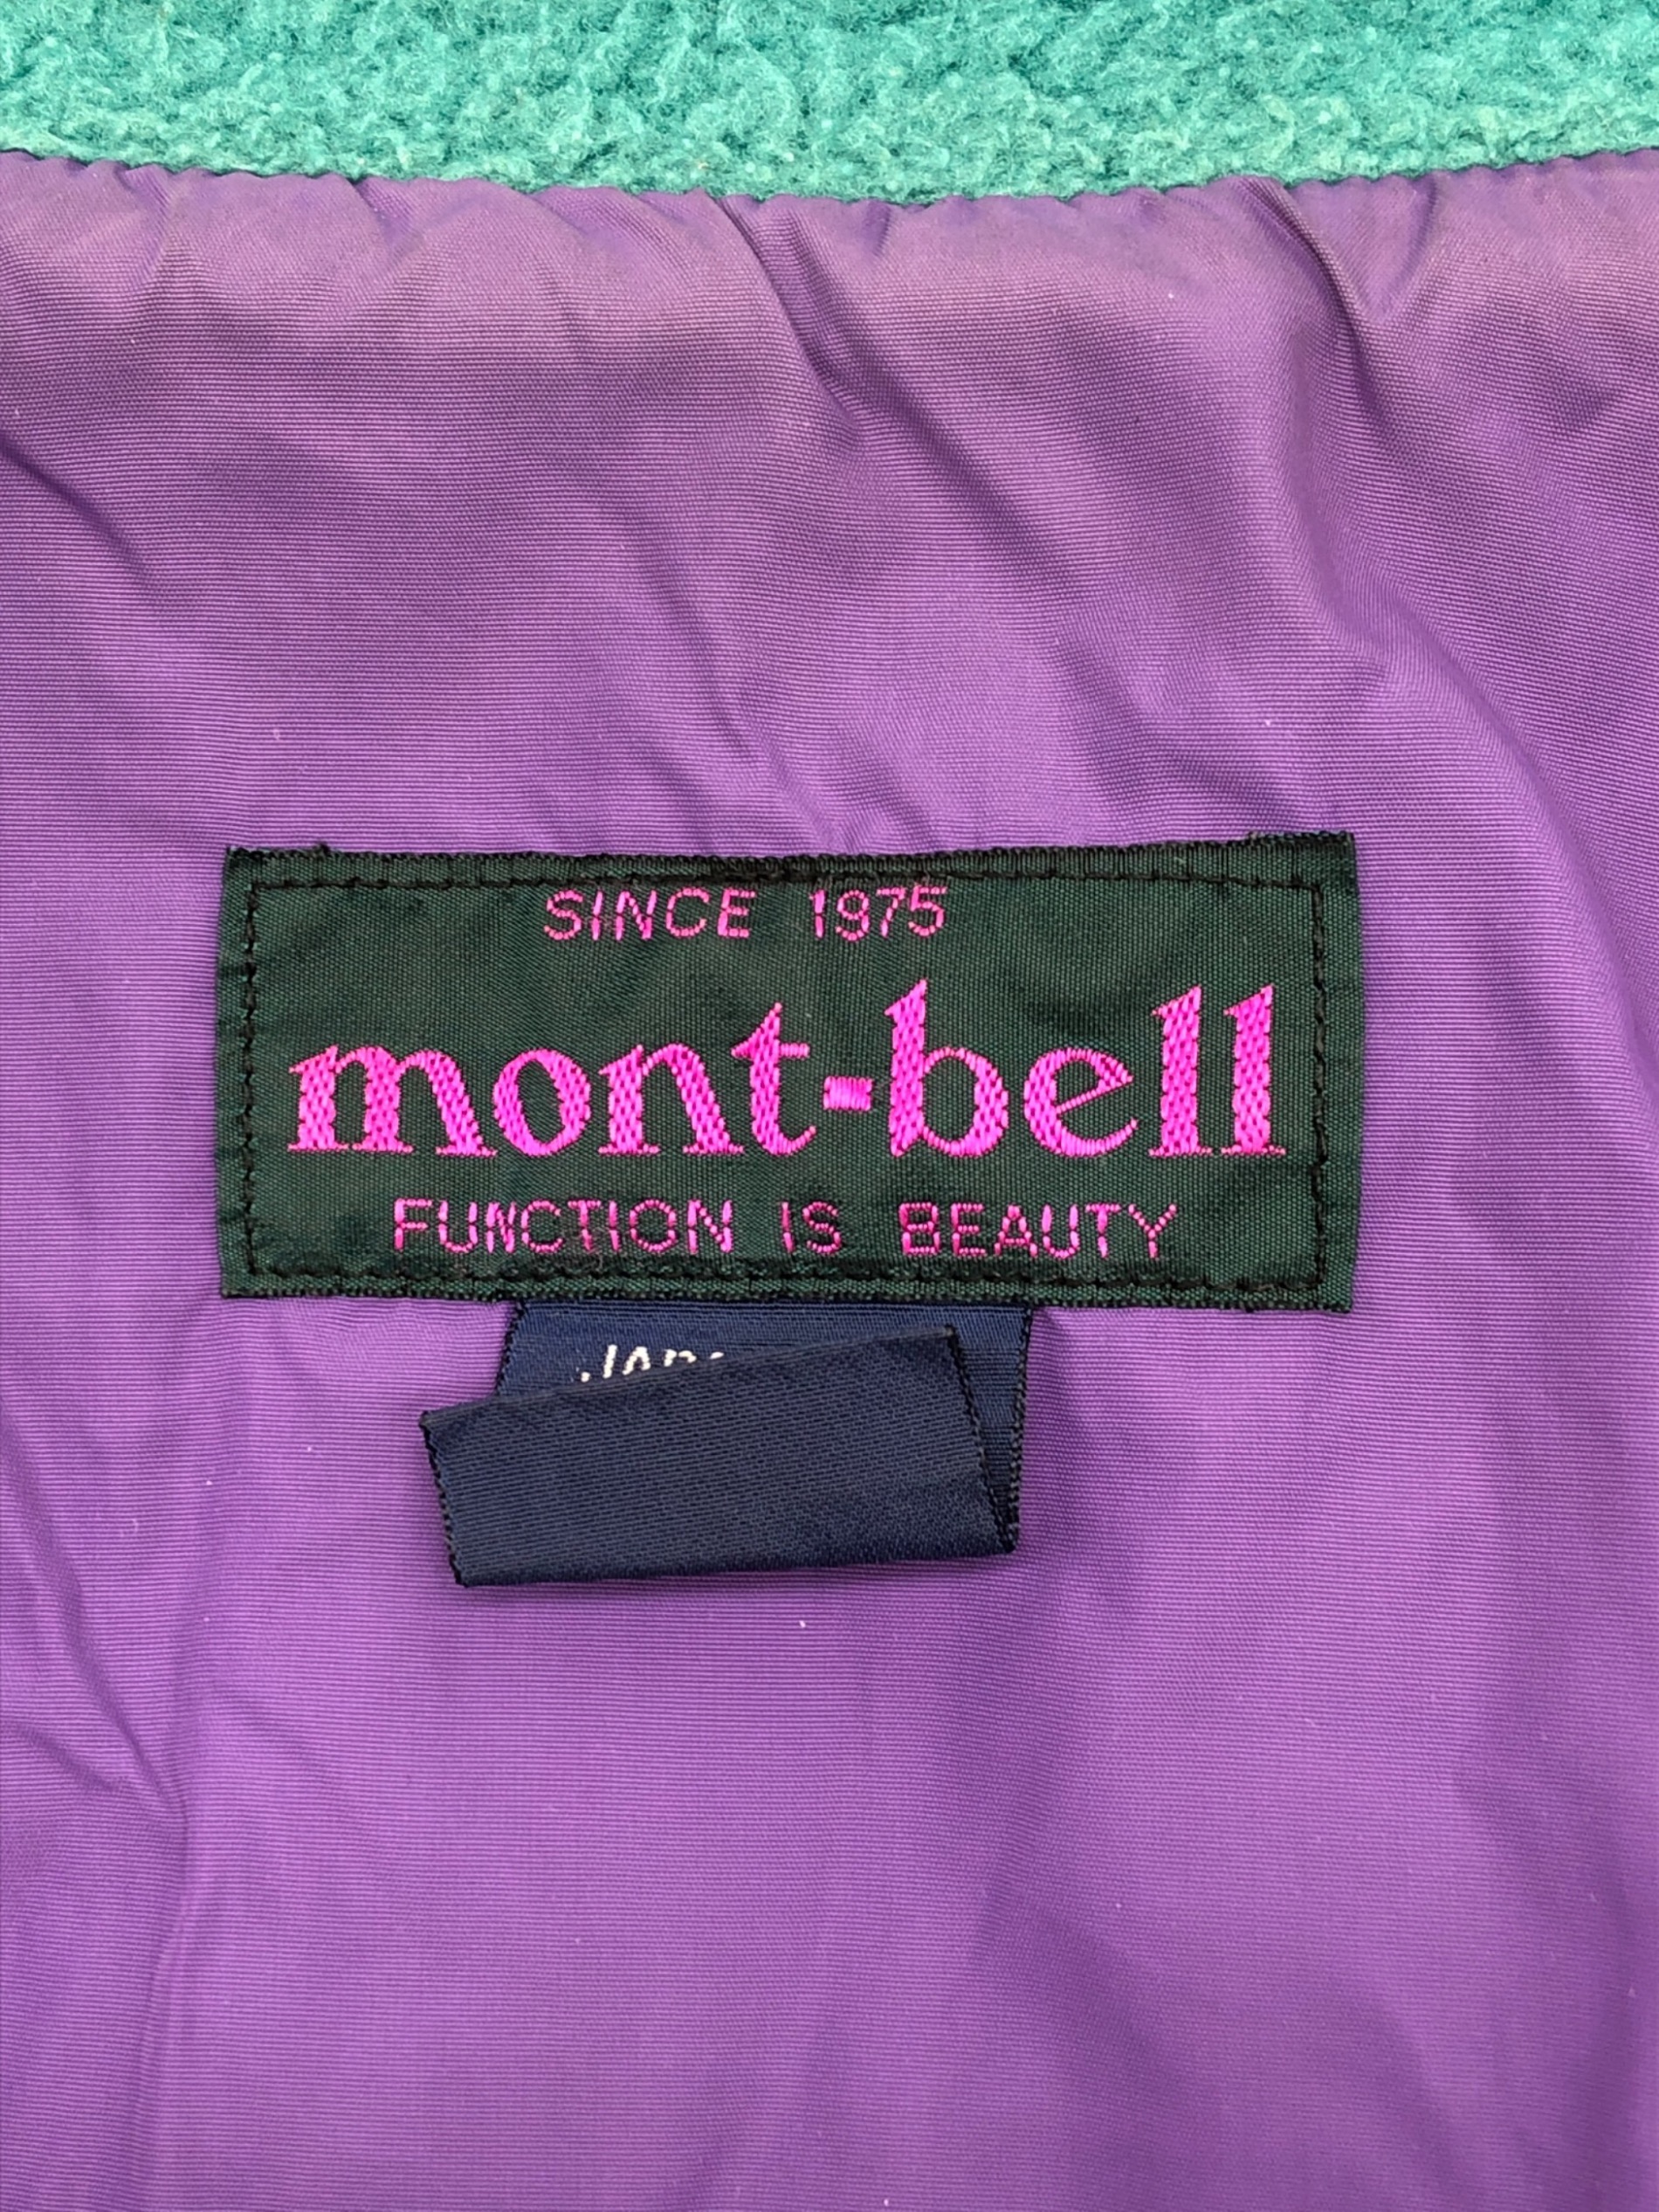 SINCE 1975
mont-bell
FUNCTION IS BEAUTY